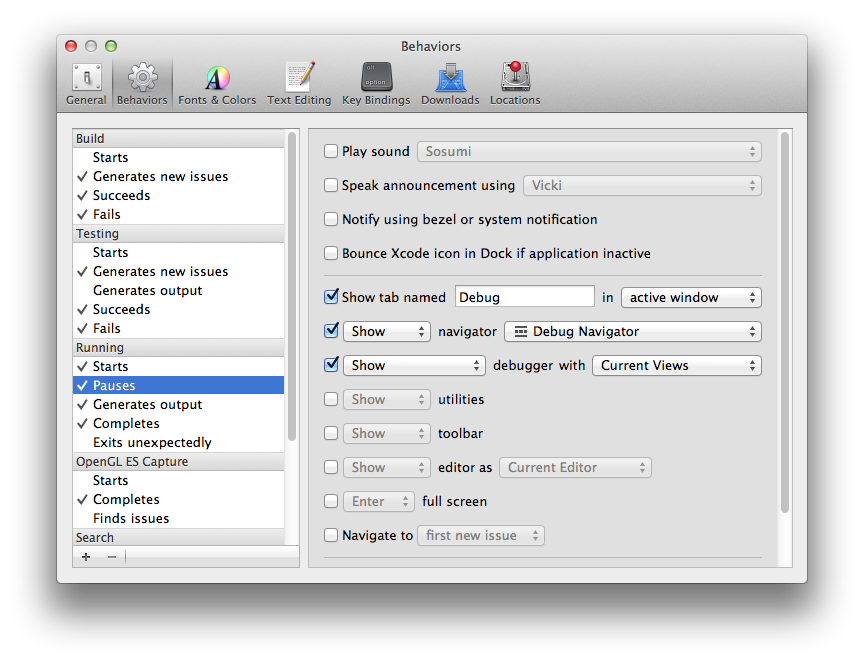 Behaviors
General Behaviors Fonts & Colors Text Editing Key Bindings Downloads Locations
Build
Starts
Generates new issues
Succeeds
Fails
Testing
Starts
Generates new issues
Generates output
Succeeds
Fails
Running
Starts
Pauses
Generates output
Completes
Exits unexpectedly
OpenGL ES Capture
Starts
Completes
Finds issues
Search
Play sound Sosumi
Speak announcement using Vicki
Notify using bezel or system notification
Bounce Xcode icon in Dock if application inactive
Show tab named Debug in active window
Show navigator Debug Navigator
Show debugger with Current Views
Show utilities
Show toolbar
Show editor as Current Editor
Enter full screen
Navigate to first new issue